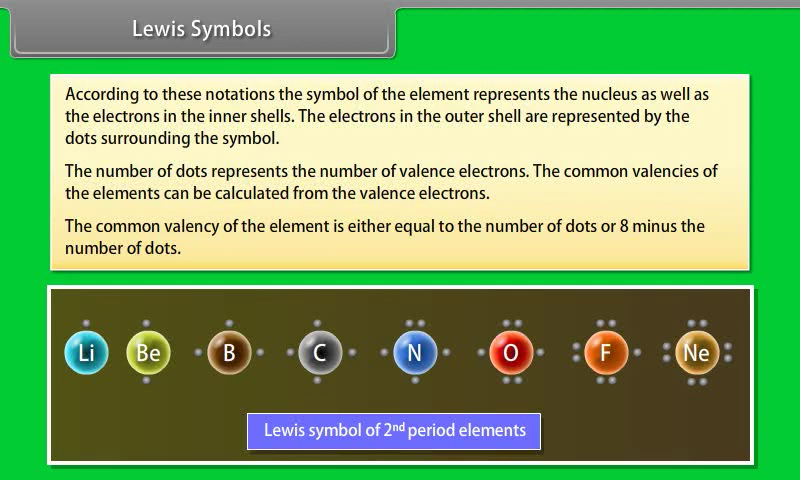 Lewis Symbols
According to these notations the symbol of the element represents the nucleus as well as
the electrons in the inner shells. The electrons in the outer shell are represented by the
dots surrounding the symbol.
The number of dots represents the number of valence electrons. The common valencies of
the elements can be calculated from the valence electrons.
The common valency of the element is either equal to the number of dots or 8 minus the
number of dots.
Li Be B C N O F Ne
Lewis symbol of 2nd period elements